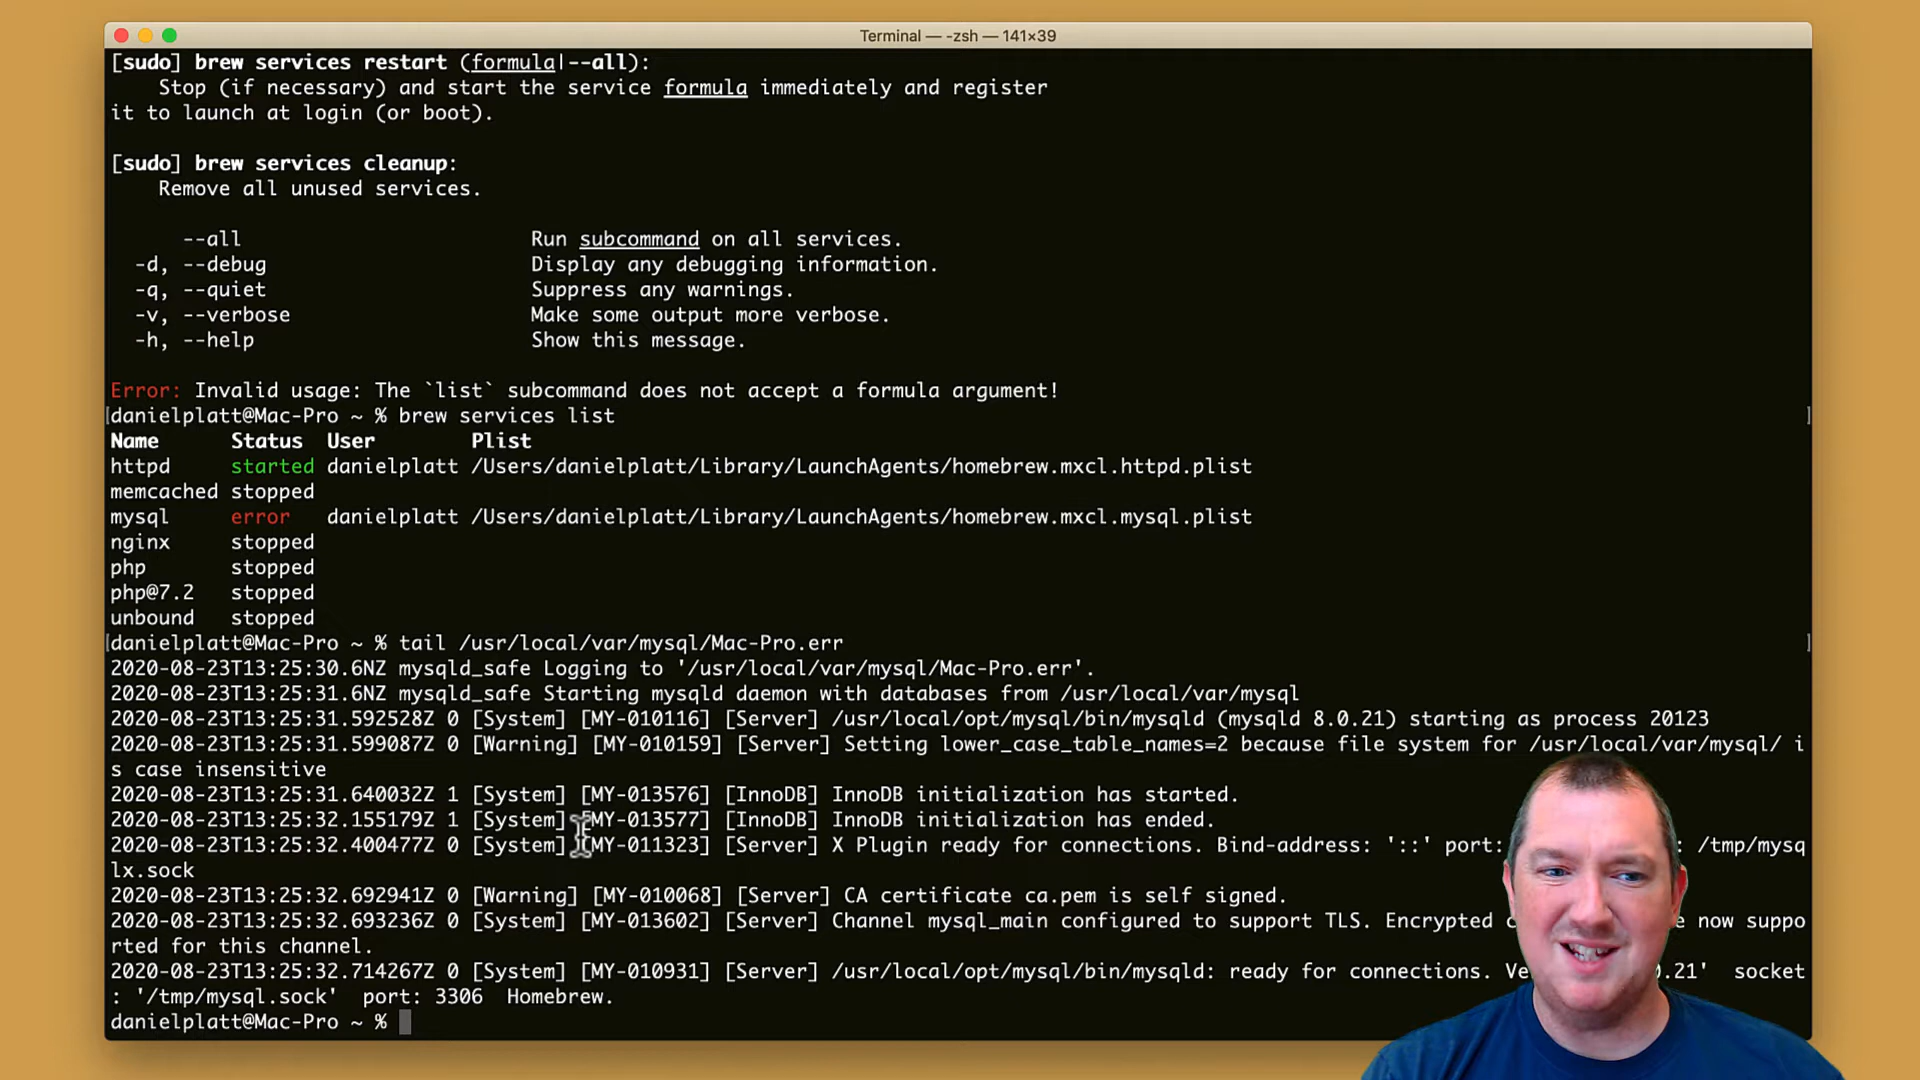 Terminal — -zsh — 141×39
[sudo] brew services restart (formula|--all):
    Stop (if necessary) and start the service formula immediately and register
it to launch at login (or boot).
[sudo] brew services cleanup:
    Remove all unused services.
      --all                        Run subcommand on all services.
  -d, --debug                      Display any debugging information.
  -q, --quiet                      Suppress any warnings.
  -v, --verbose                    Make some output more verbose.
  -h, --help                       Show this message.
Error: Invalid usage: The `list` subcommand does not accept a formula argument!
[danielplatt@Mac-Pro ~ % brew services list ]
Name      Status  User        Plist
httpd     started danielplatt /Users/danielplatt/Library/LaunchAgents/homebrew.mxcl.httpd.plist
memcached stopped
mysql     error   danielplatt /Users/danielplatt/Library/LaunchAgents/homebrew.mxcl.mysql.plist
nginx     stopped
php       stopped
php@7.2   stopped
unbound   stopped
[danielplatt@Mac-Pro ~ % tail /usr/local/var/mysql/Mac-Pro.err ]
2020-08-23T13:25:30.6NZ mysqld_safe Logging to '/usr/local/var/mysql/Mac-Pro.err'.
2020-08-23T13:25:31.6NZ mysqld_safe Starting mysqld daemon with databases from /usr/local/var/mysql
2020-08-23T13:25:31.592528Z 0 [System] [MY-010116] [Server] /usr/local/opt/mysql/bin/mysqld (mysqld 8.0.21) starting as process 20123
2020-08-23T13:25:31.599087Z 0 [Warning] [MY-010159] [Server] Setting lower_case_table_names=2 because file system for /usr/local/var/mysql/ i
s case insensitive
2020-08-23T13:25:31.640032Z 1 [System] [MY-013576] [InnoDB] InnoDB initialization has started.
2020-08-23T13:25:32.155179Z 1 [System] [MY-013577] [InnoDB] InnoDB initialization has ended.
2020-08-23T13:25:32.400477Z 0 [System] [MY-011323] [Server] X Plugin ready for connections. Bind-address: '::' port: : /tmp/mysq
lx.sock
2020-08-23T13:25:32.692941Z 0 [Warning] [MY-010068] [Server] CA certificate ca.pem is self signed.
2020-08-23T13:25:32.693236Z 0 [System] [MY-013602] [Server] Channel mysql_main configured to support TLS. Encrypted now suppo
rted for this channel.
2020-08-23T13:25:32.714267Z 0 [System] [MY-010931] [Server] /usr/local/opt/mysql/bin/mysqld: ready for connections. .21'  socket
: '/tmp/mysql.sock'  port: 3306  Homebrew.
danielplatt@Mac-Pro ~ %